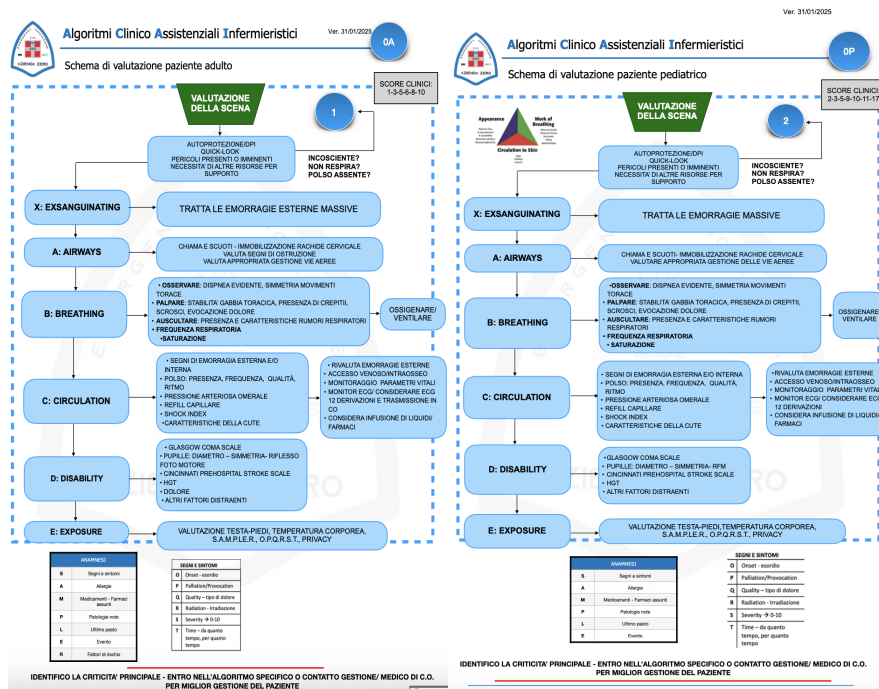 Ver. 31/01/2025
Algoritmi Clinico Assistenziali Infermieristici
0A
AZIENDA ZERO
Schema di valutazione paziente adulto
SCORE CLINICI:
1-3-5-6-8-10
VALUTAZIONE
DELLA SCENA
1
AUTOPROTEZIONE/DPI
QUICK-LOOK
PERICOLI PRESENTI O IMMINENTI
NECESSITA' DI ALTRE RISORSE PER
SUPPORTO
INCOSCIENTE?
NON RESPIRA?
POLSO ASSENTE?
X: EXSANGUINATING
TRATTA LE EMORRAGIE ESTERNE MASSIVE
A: AIRWAYS
CHIAMA E SCUOTI - IMMOBILIZZAZIONE RACHIDE CERVICALE
VALUTA SEGNI DI OSTRUZIONE
VALUTA APPROPRIATA GESTIONE VIE AEREE
B: BREATHING
• OSSERVARE: DISPNEA EVIDENTE, SIMMETRIA MOVIMENTI
TORACE
• PALPARE: STABILITA' GABBIA TORACICA, PRESENZA DI CREPITII,
SCROSCI, EVOCAZIONE DOLORE
• AUSCULTARE: PRESENZA E CARATTERISTICHE RUMORI RESPIRATORI
• FREQUENZA RESPIRATORIA
•SATURAZIONE
OSSIGENARE/
VENTILARE
C: CIRCULATION
• SEGNI DI EMORRAGIA ESTERNA E/O
INTERNA
• POLSO: PRESENZA, FREQUENZA, QUALITÀ,
RITMO
• PRESSIONE ARTERIOSA OMERALE
• REFILL CAPILLARE
• SHOCK INDEX
•CARATTERISTICHE DELLA CUTE
• RIVALUTA EMORRAGIE ESTERNE
• ACCESSO VENOSO/INTRAOSSEO
• MONITORAGGIO PARAMETRI VITALI
• MONITOR ECG/ CONSIDERARE ECG
12 DERIVAZIONI E TRASMISSIONE IN
CO
• CONSIDERA INFUSIONE DI LIQUIDI/
FARMACI
D: DISABILITY
• GLASGOW COMA SCALE
• PUPILLE: DIAMETRO – SIMMETRIA- RIFLESSO
FOTO MOTORE
• CINCINNATI PREHOSPITAL STROKE SCALE
• HGT
• DOLORE
• ALTRI FATTORI DISTRAENTI
E: EXPOSURE
VALUTAZIONE TESTA-PIEDI, TEMPERATURA CORPOREA,
S.A.M.P.L.E.R., O.P.Q.R.S.T., PRIVACY
ANAMNESI
S Segni e sintomi
A Allergie
M Medicamenti - Farmaci
assunti
P Patologie note
L Ultimo pasto
E Evento
R Fattori di rischio
SEGNI E SINTOMI
O Onset - esordio
P Palliation/Provocation
Q Quality – tipo di dolore
R Radiation - Irradiazione
S Severity → 0-10
T Time – da quanto
tempo, per quanto
tempo
IDENTIFICO LA CRITICITA' PRINCIPALE - ENTRO NELL'ALGORITMO SPECIFICO O CONTATTO GESTIONE/ MEDICO DI C.O.
PER MIGLIOR GESTIONE DEL PAZIENTE
Ver. 31/01/2025
Algoritmi Clinico Assistenziali Infermieristici
0P
AZIENDA ZERO
Schema di valutazione paziente pediatrico
SCORE CLINICI:
2-3-5-9-10-11-17
Appearance
Work of
Breathing
Circulation to Skin
VALUTAZIONE
DELLA SCENA
2
AUTOPROTEZIONE/DPI
QUICK-LOOK
PERICOLI PRESENTI O IMMINENTI
NECESSITA' DI ALTRE RISORSE PER
SUPPORTO
INCOSCIENTE?
NON RESPIRA?
POLSO ASSENTE?
X: EXSANGUINATING
TRATTA LE EMORRAGIE MASSIVE
A: AIRWAYS
CHIAMA E SCUOTI- IMMOBILIZZAZIONE RACHIDE CERVICALE
VALUTARE APPROPRIATA GESTIONE DELLE VIE AEREE
B: BREATHING
• OSSERVARE: DISPNEA EVIDENTE, SIMMETRIA MOVIMENTI
TORACE
• PALPARE: STABILITA' GABBIA TORACICA, PRESENZA DI CREPITII,
SCROSCI, EVOCAZIONE DOLORE
• AUSCULTARE: PRESENZA E CARATTERISTICHE RUMORI
RESPIRATORI
• FREQUENZA RESPIRATORIA
• SATURAZIONE
OSSIGENARE/
VENTILARE
C: CIRCULATION
• SEGNI DI EMORRAGIA ESTERNA E/O INTERNA
• POLSO: PRESENZA, FREQUENZA, QUALITÀ,
RITMO
• PRESSIONE ARTERIOSA OMERALE
• REFILL CAPILLARE
• SHOCK INDEX
• CARATTERISTICHE DELLA CUTE
•RIVALUTA EMORRAGIE ESTERNE
• ACCESSO VENOSO/INTRAOSSEO
• MONITORAGGIO PARAMETRI VITALI
• MONITOR ECG/ CONSIDERARE ECG
12 DERIVAZIONI
• CONSIDERA INFUSIONE DI LIQUIDI/
FARMACI
D: DISABILITY
• GLASGOW COMA SCALE
• PUPILLE: DIAMETRO – SIMMETRIA- RFM
• CINCINNATI PREHOSPITAL STROKE SCALE
• HGT
• ALTRI FATTORI DISTRAENTI
E: EXPOSURE
VALUTAZIONE TESTA-PIEDI,TEMPERATURA CORPOREA,
S.A.M.P.L.E.R., O.P.Q.R.S.T., PRIVACY
ANAMNESI
S Segni e sintomi
A Allergie
M Medicamenti - Farmaci assunti
P Patologie note
L Ultimo pasto
E Evento
SEGNI E SINTOMI
O Onset - esordio
P Palliation/Provocation
Q Quality – tipo di dolore
R Radiation - Irradiazione
S Severity → 0-10
T Time – da quanto
tempo, per quanto
tempo
IDENTIFICO LA CRITICITA' PRINCIPALE - ENTRO NELL'ALGORITMO SPECIFICO O CONTATTO GESTIONE/ MEDICO DI C.O.
PER MIGLIOR GESTIONE DEL PAZIENTE